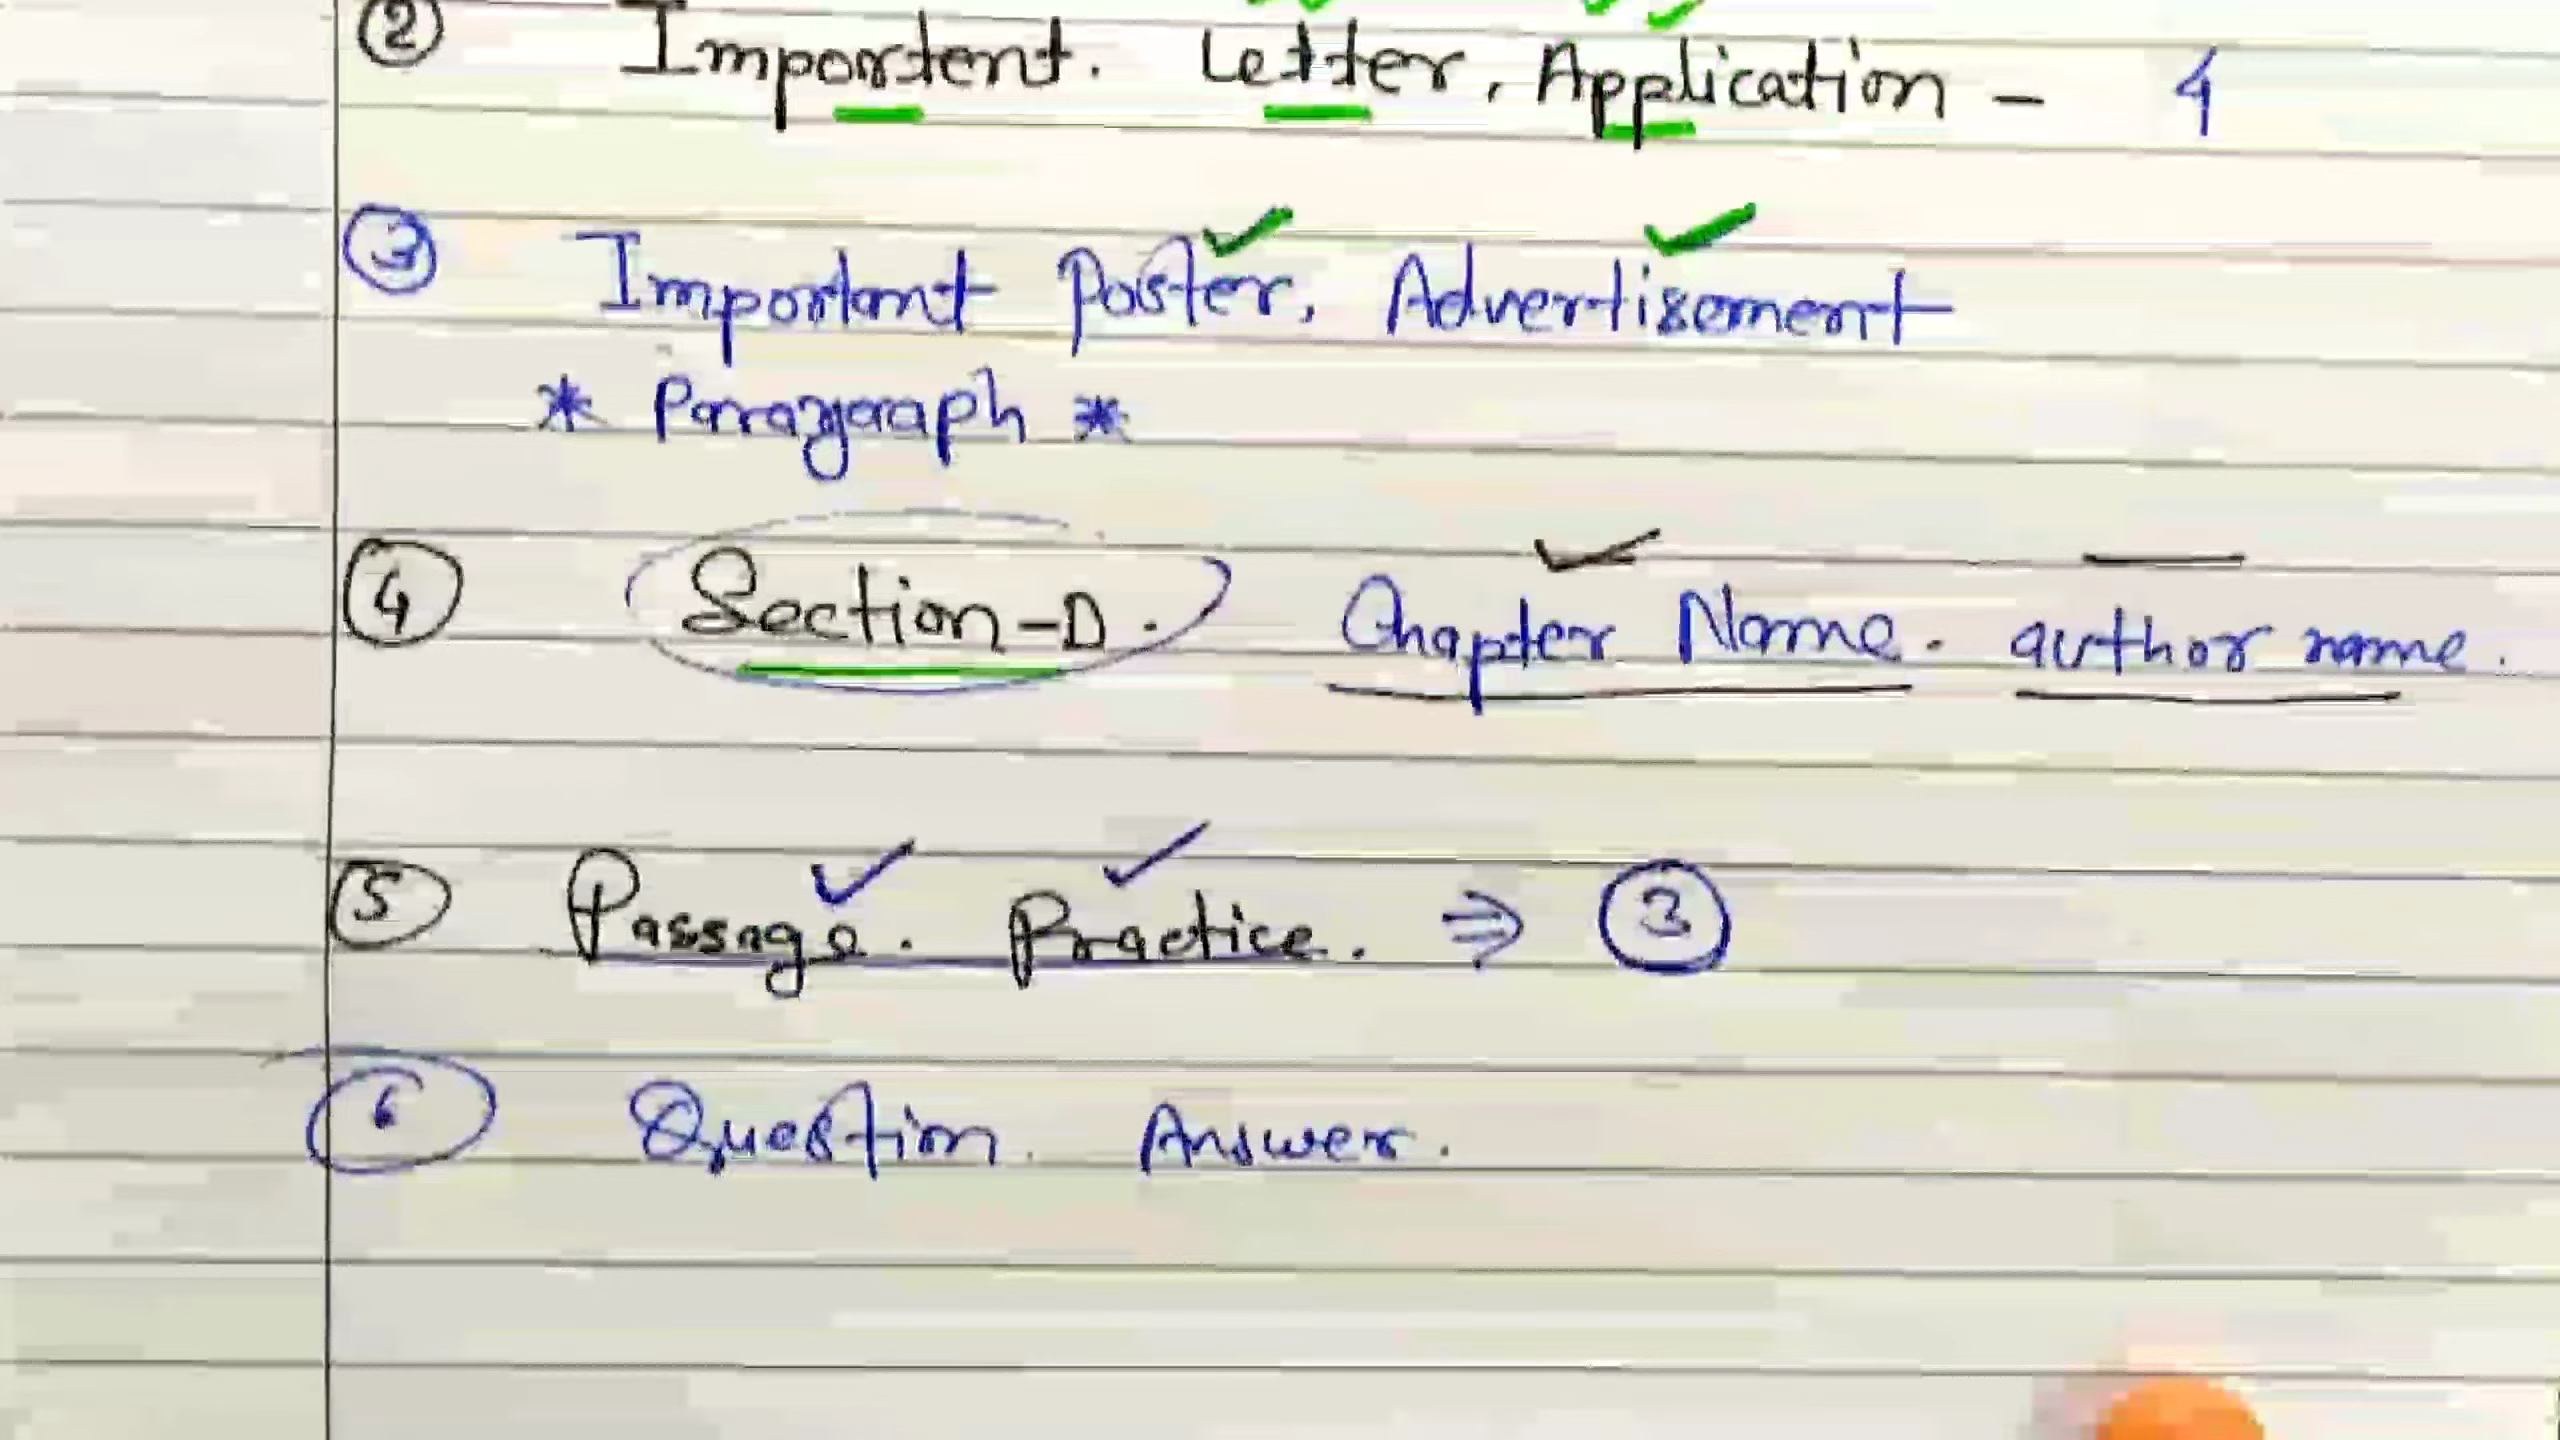 ② Importent. Letter, Application - 4
③ Important Poster, Advertisement
* Paragraph *
④ Section-D. Chapter Name. author name.
⑤ Passage. Practice. ⇒ ③
⑥ Question. Answer.